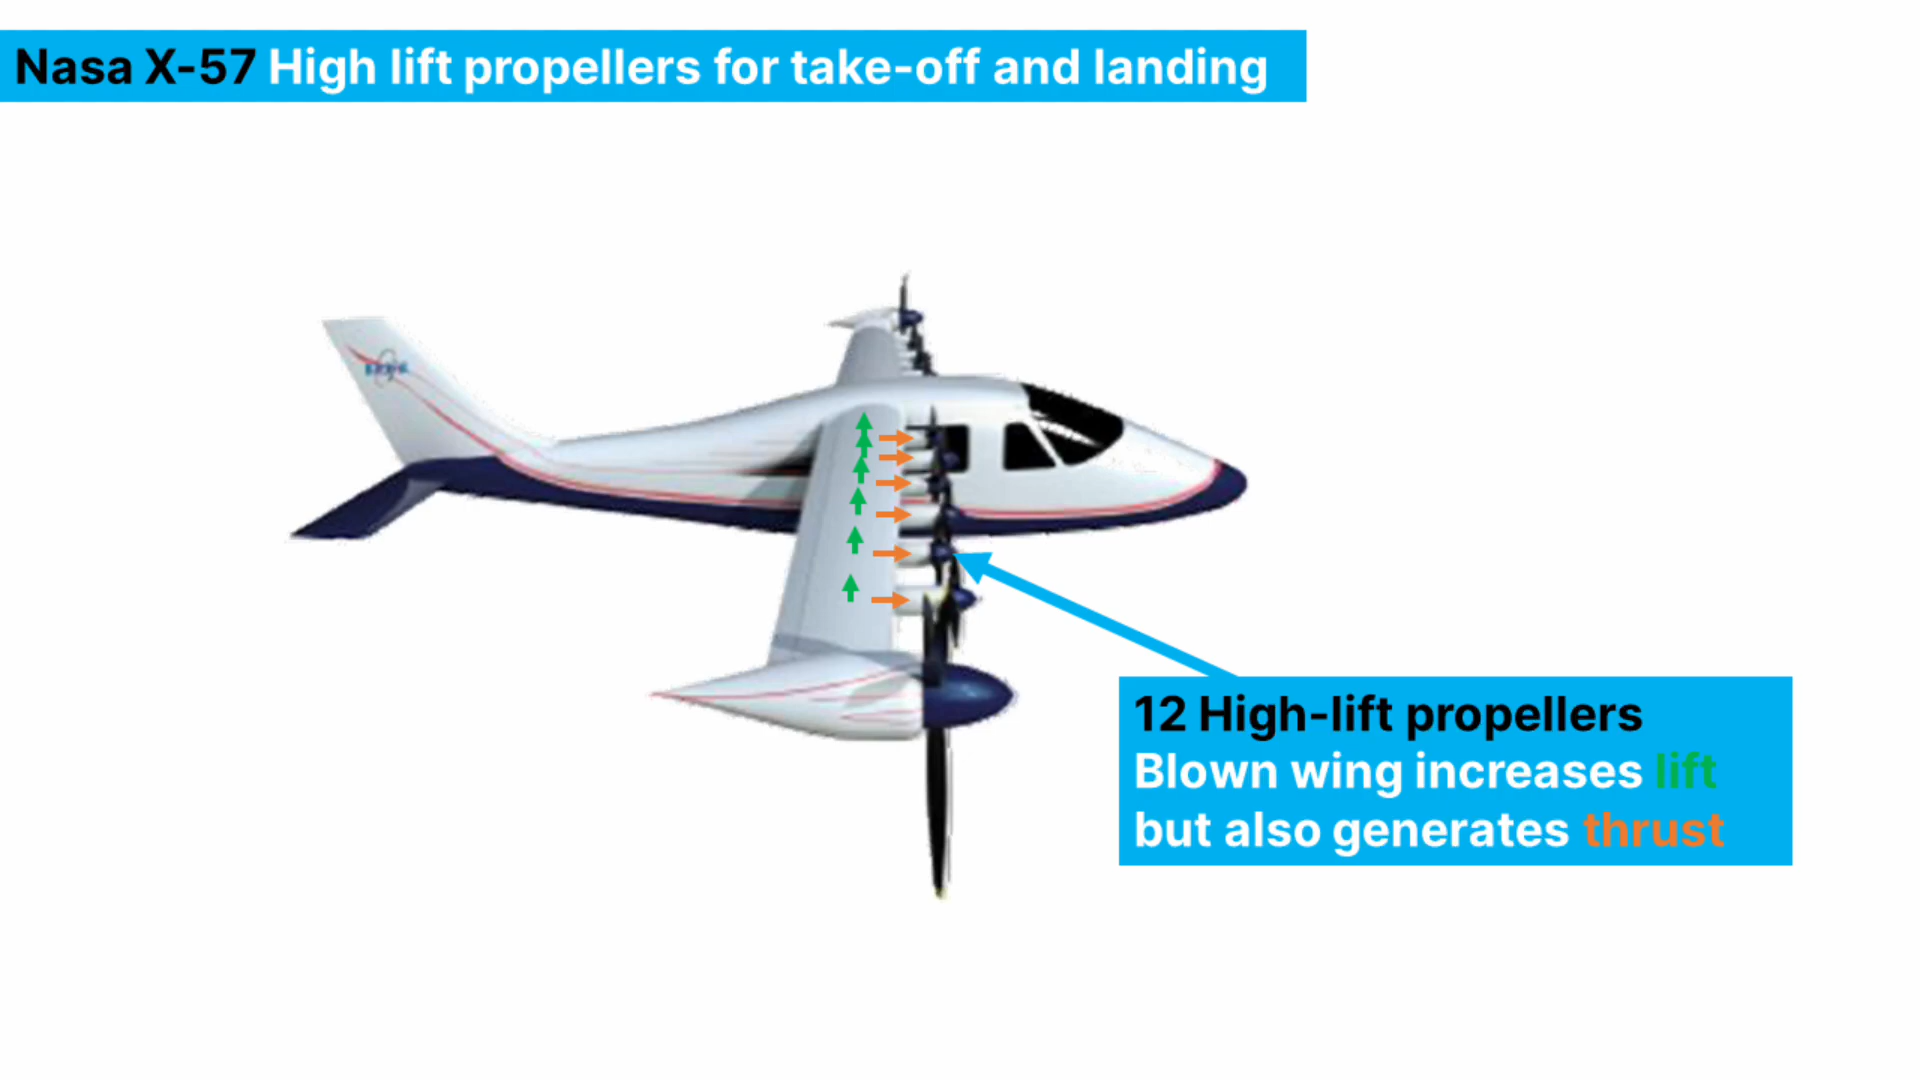 Nasa X-57 High lift propellers for take-off and landing
12 High-lift propellers
Blown wing increases lift
but also generates thrust